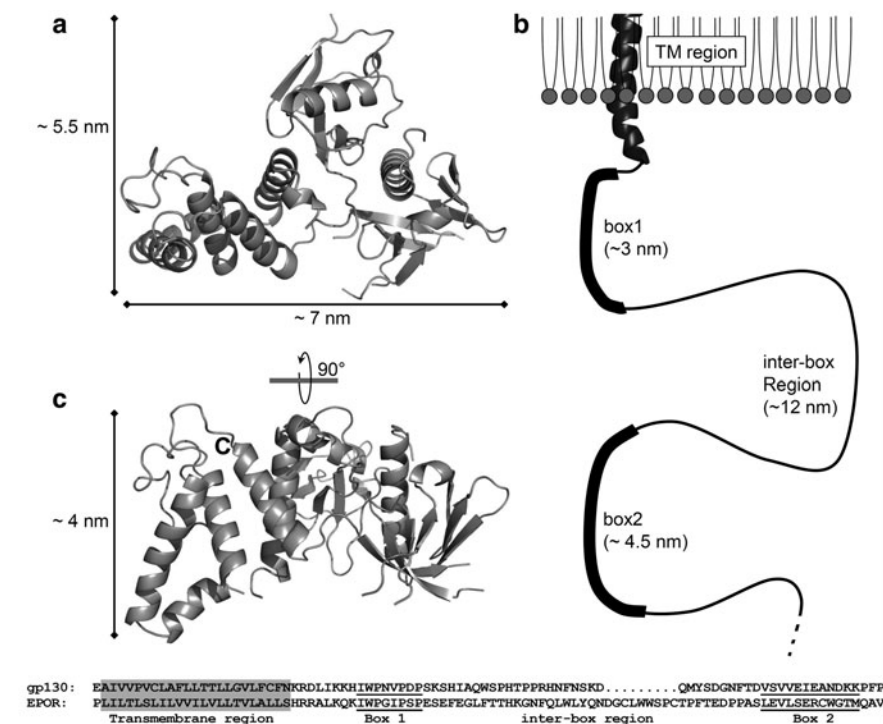 a
~ 5.5 nm
~ 7 nm
b
TM region
box1
(~3 nm)
inter-box
Region
(~12 nm)
box2
(~ 4.5 nm)
c
90°
C
~ 4 nm
gp130: EAIVVPVCLAFLLTTLLGVLFCFNKRDLIKKHIWPNVPDPSKSHIAQWSPHTPPRHNFNSKD.........QMYSDGNFTDVSVVEIEANDKKPFP
EPOR: PLILTLSLILVVILVLLTVLALLSHRRALKQKIWPGIPSPESEFEGLFTTHKGNFQLWLYQNDGCLWWSPCTPFTEDPPASLEVLSERCWGTMQAV
Transmembrane region Box 1 inter-box region Box 2